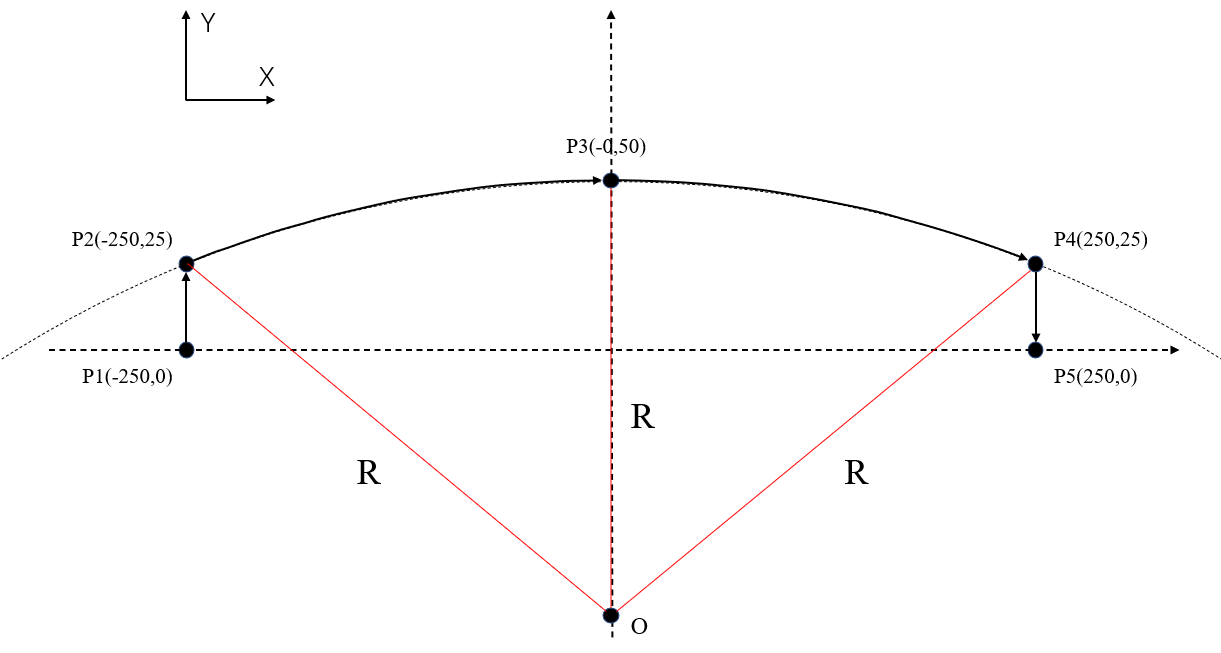 Y
X
P3(-0,50)
P2(-250,25)
P4(250,25)
P1(-250,0)
P5(250,0)
R
R
R
O